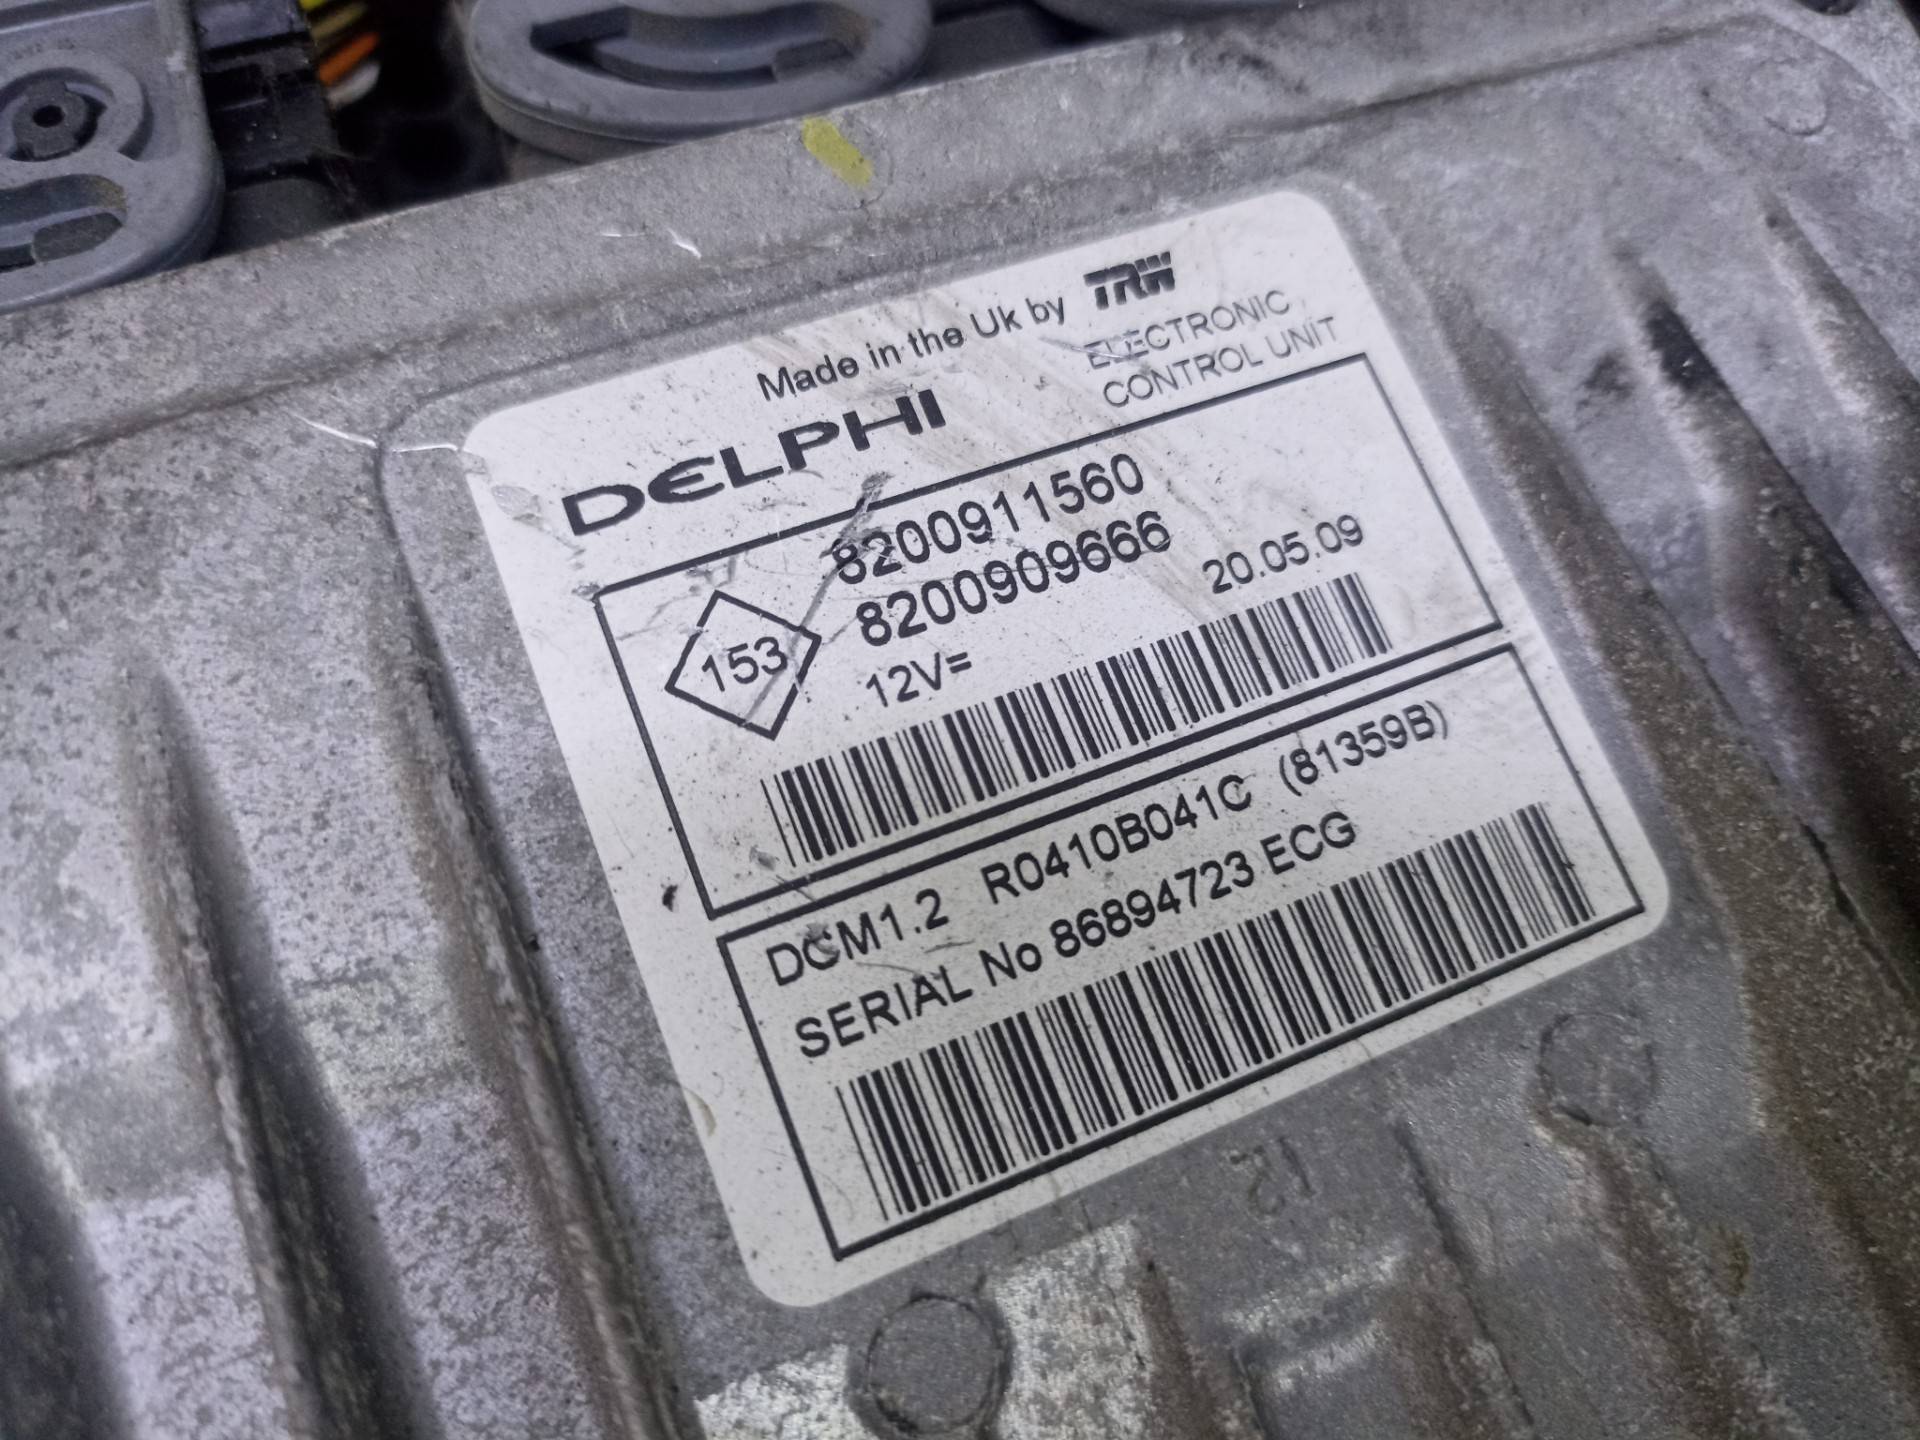 Made in the Uk by TRW
DELPHI
ELECTRONIC
CONTROL UNIT
8200911560
8200909666
20.05.09
153
12V=
DCM1.2 R0410B041C (81359B)
SERIAL No 86894723 ECG
12